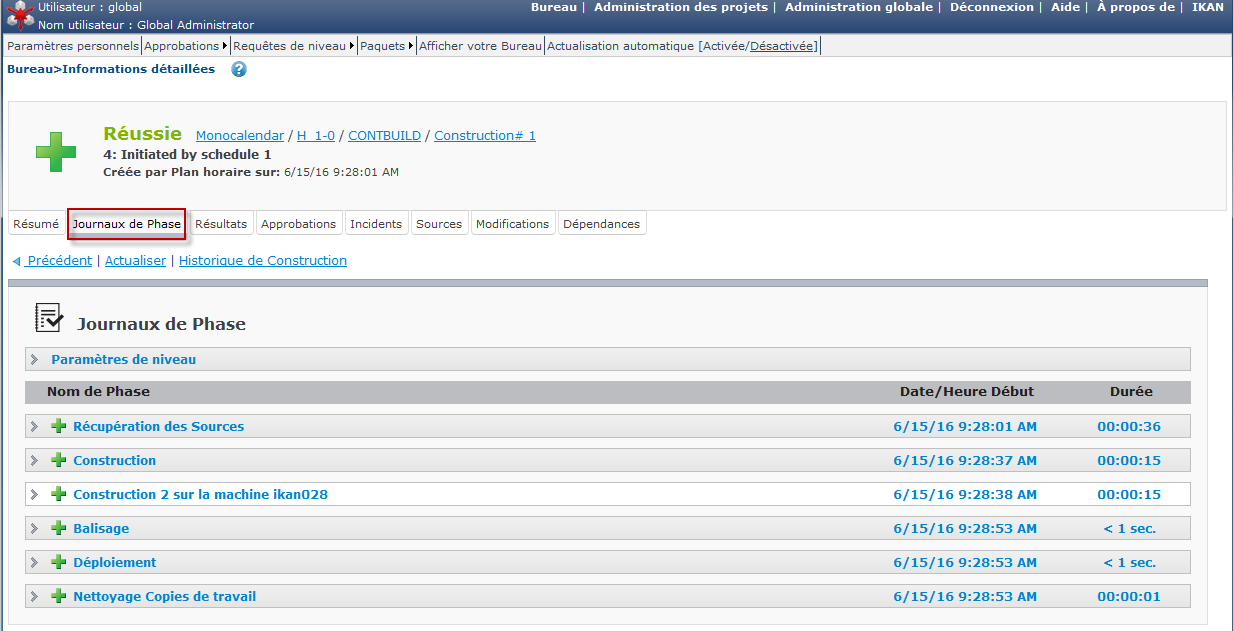 Utilisateur : global
Nom utilisateur : Global Administrator
Bureau | Administration des projets | Administration globale | Déconnexion | Aide | À propos de | IKAN
Paramètres personnels Approbations Requêtes de niveau Paquets Afficher votre Bureau Actualisation automatique [Activée/Désactivée]
Bureau>Informations détaillées ?
Réussie Monocalendar / H_1-0 / CONTBUILD / Construction# 1
4: Initiated by schedule 1
Créée par Plan horaire sur: 6/15/16 9:28:01 AM
Résumé Journaux de Phase Résultats Approbations Incidents Sources Modifications Dépendances
Précédent | Actualiser | Historique de Construction
Journaux de Phase
Paramètres de niveau
Nom de Phase Date/Heure Début Durée
Récupération des Sources 6/15/16 9:28:01 AM 00:00:36
Construction 6/15/16 9:28:37 AM 00:00:15
Construction 2 sur la machine ikan028 6/15/16 9:28:38 AM 00:00:15
Balisage 6/15/16 9:28:53 AM < 1 sec.
Déploiement 6/15/16 9:28:53 AM < 1 sec.
Nettoyage Copies de travail 6/15/16 9:28:53 AM 00:00:01